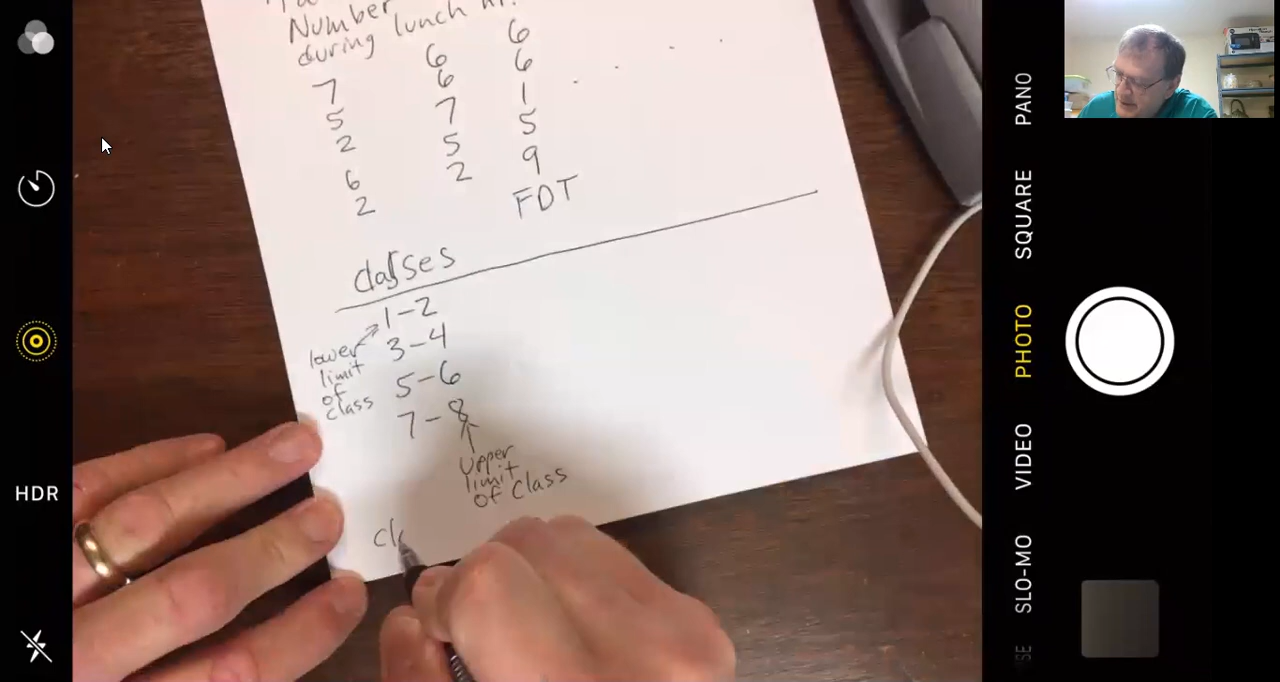 Number
during lunch
7 6 6
5 6 6
2 7 1
6 5 5
2 2 9
FDT
classes
1-2
3-4
5-6
7-8
lower
limit
of
class
Upper
limit
of Class
cl
HDR
PANO
SQUARE
PHOTO
VIDEO
SLO-MO
SE